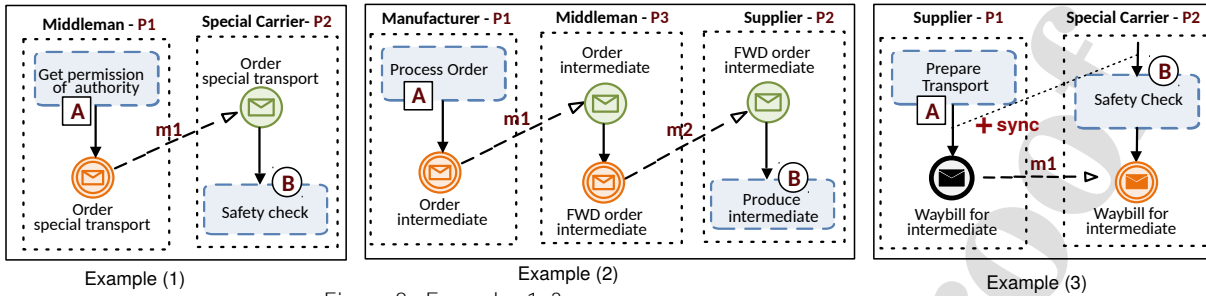 Middleman - P1
Special Carrier- P2
Get permission
of authority
A
Order
special transport
m1
Order
special transport
B
Safety check
Example (1)
Manufacturer - P1
Middleman - P3
Supplier - P2
Process Order
A
Order
intermediate
m1
Order
intermediate
FWD order
intermediate
m2
FWD order
intermediate
B
Produce
intermediate
Example (2)
Supplier - P1
Special Carrier - P2
Prepare
Transport
A
+ sync
B
Safety Check
m1
Waybill for
intermediate
Waybill for
intermediate
Example (3)